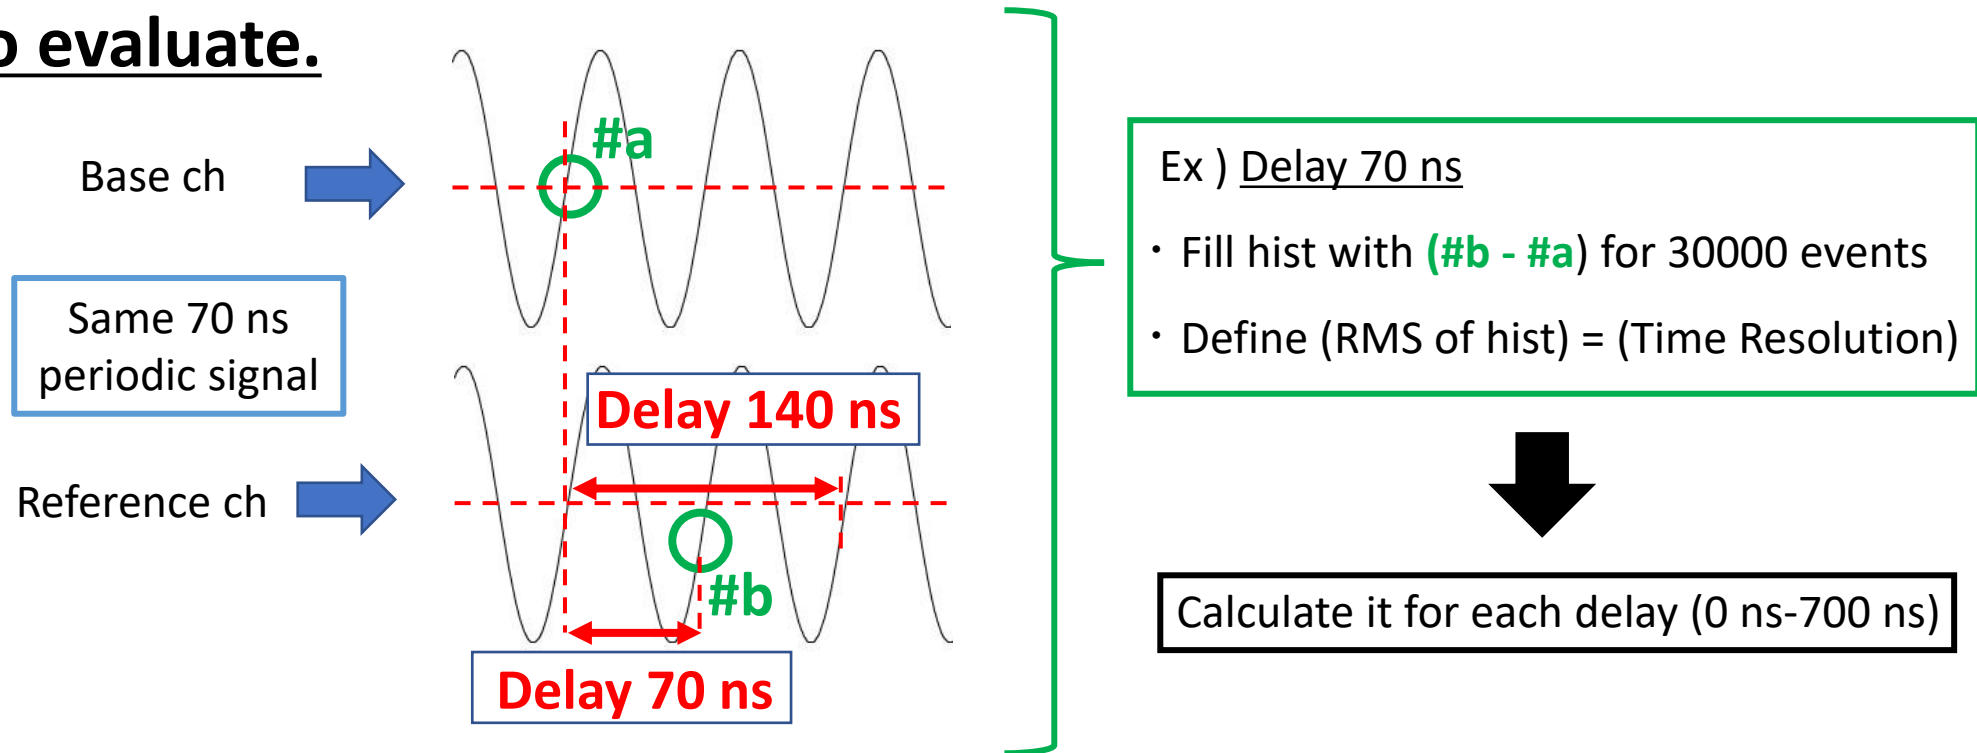 o evaluate.
Base ch
#a
Same 70 ns
periodic signal
Delay 140 ns
Reference ch
#b
Delay 70 ns
Ex ) Delay 70 ns
・Fill hist with (#b - #a) for 30000 events
・Define (RMS of hist) = (Time Resolution)
Calculate it for each delay (0 ns-700 ns)